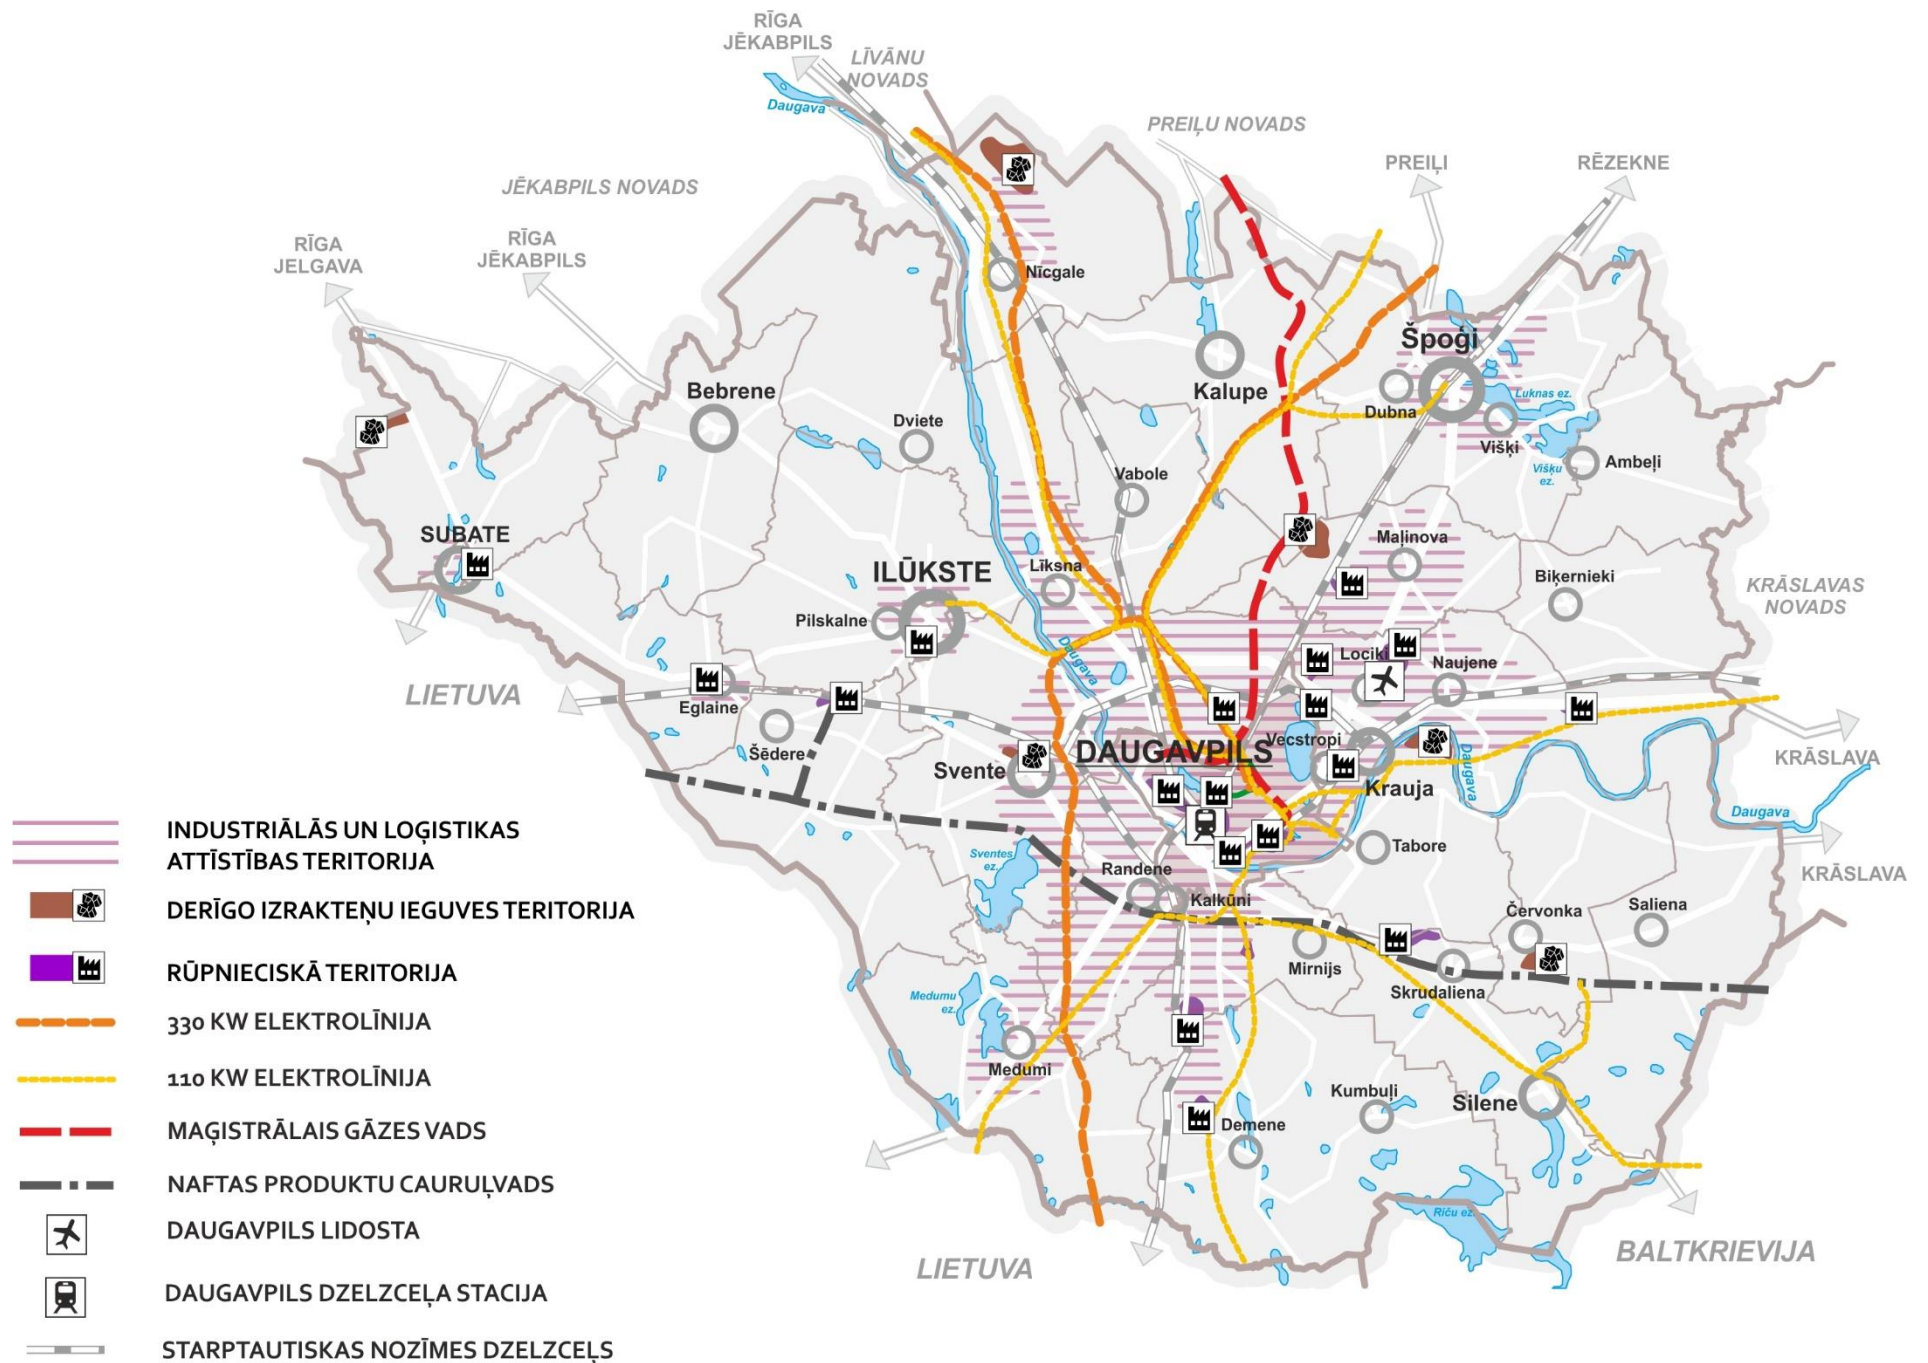 RĪGA
JĒKABPILS
LĪVĀNU
NOVADS
Daugava
PREIĻU NOVADS
PREIĻI
RĒZEKNE
JĒKABPILS NOVADS
RĪGA
JELGAVA
RĪGA
JĒKABPILS
Nīcgale
Špoģi
Kalupe
Dubna
Luknas ez.
Višķi
Višķu
ez.
Ambeļi
Bebrene
Dviete
Vabole
SUBATE
ILŪKSTE
Līksna
Maļinova
Biķernieki
KRĀSLAVAS
NOVADS
Pilskalne
Daugava
Lociki
Naujene
LIETUVA
Eglaine
Šēdere
Svente
DAUGAVPILS
Vecstropi
Daugava
KRĀSLAVA
Krauja
Daugava
Tabore
KRĀSLAVA
Sventes
ez.
Randene
Kalkūni
Červonka
Saliena
Mirnijs
Skrudaliena
Medumu
ez.
Medumi
Kumbuļi
Silene
Demene
Riču ez.
LIETUVA
BALTKRIEVIJA
INDUSTRIĀLĀS UN LOĢISTIKAS
ATTĪSTĪBAS TERITORIJA
DERĪGO IZRAKTEŅU IEGUVES TERITORIJA
RŪPNIECISKĀ TERITORIJA
330 KW ELEKTROLĪNIJA
110 KW ELEKTROLĪNIJA
MAĢISTRĀLAIS GĀZES VADS
NAFTAS PRODUKTU CAURUĻVADS
DAUGAVPILS LIDOSTA
DAUGAVPILS DZELZCEĻA STACIJA
STARPTAUTISKAS NOZĪMES DZELZCEĻS